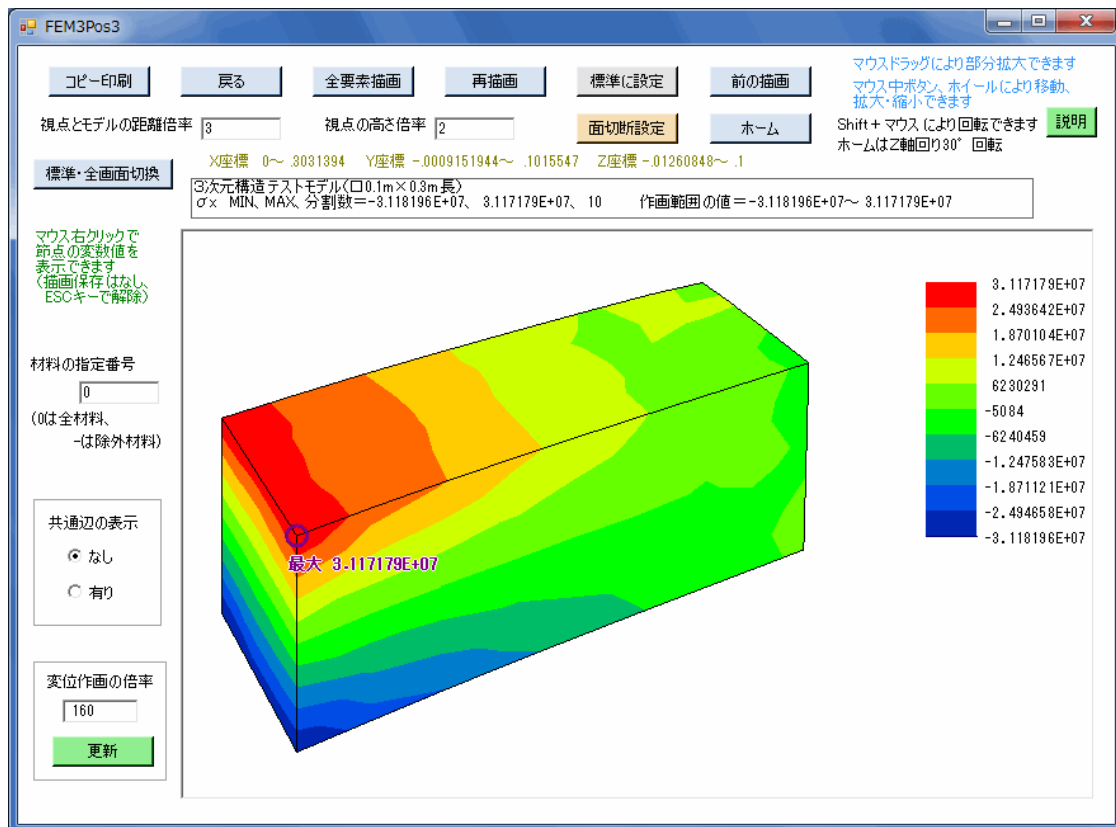 FEM3Pos3
コピー印刷
戻る
全要素描画
再描画
標準に設定
前の描画
マウスドラッグにより部分拡大できます
マウス中ボタン、ホイールにより移動、
拡大・縮小できます
視点とモデルの距離倍率 3
視点の高さ倍率 2
面切断設定
ホーム
Shift+マウスにより回転できます
ホームはZ軸回り30° 回転
説明
標準・全画面切換
X座標 0～ .3031394 Y座標 -.0009151944～ .1015547 Z座標 -.01260848～ .1
3次元構造テストモデル(口0.1m×0.3m長)
σx MIN、MAX、分割数=-3.118196E+07、 3.117179E+07、 10 作画範囲の値=-3.118196E+07～ 3.117179E+07
マウス右クリックで
節点の変数値を
表示できます
(描画保存はなし、
ESCキーで解除)
材料の指定番号
0
(0は全材料、
-は除外材料)
共通辺の表示
なし
有り
変位作画の倍率
160
更新
最大 3.117179E+07
3.117179E+07
2.493642E+07
1.870104E+07
1.246567E+07
6230291
-5084
-6240459
-1.247583E+07
-1.871121E+07
-2.494658E+07
-3.118196E+07